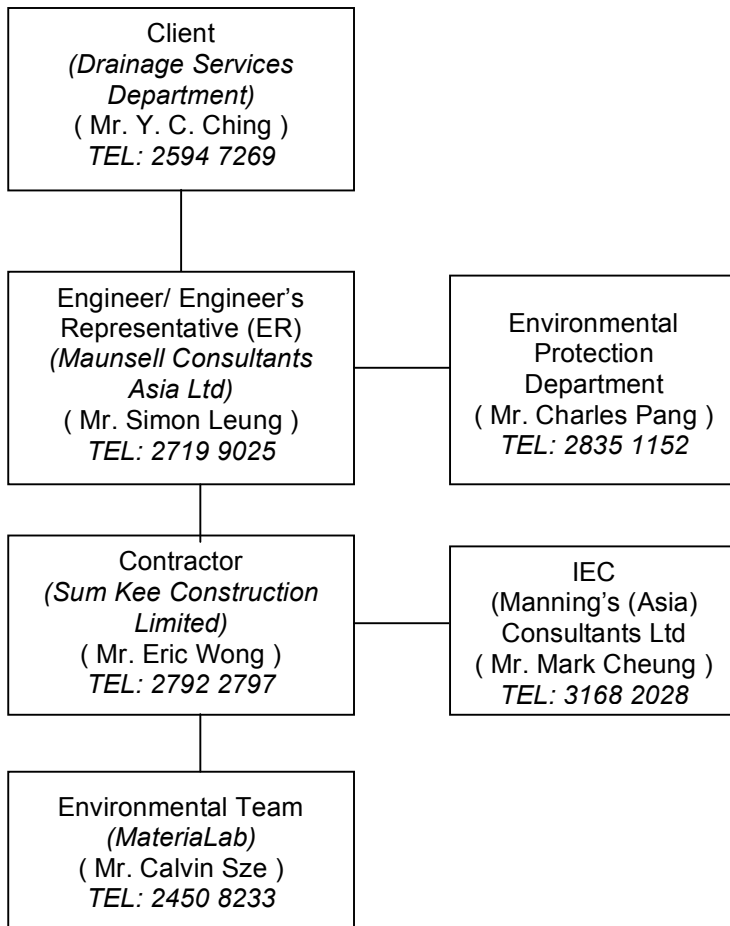 Client
(Drainage Services
Department)
( Mr. Y. C. Ching )
TEL: 2594 7269
Engineer/ Engineer’s
Representative (ER)
(Maunsell Consultants
Asia Ltd)
( Mr. Simon Leung )
TEL: 2719 9025
Environmental
Protection
Department
( Mr. Charles Pang )
TEL: 2835 1152
Contractor
(Sum Kee Construction
Limited)
( Mr. Eric Wong )
TEL: 2792 2797
IEC
(Manning’s (Asia)
Consultants Ltd
( Mr. Mark Cheung )
TEL: 3168 2028
Environmental Team
(MateriaLab)
( Mr. Calvin Sze )
TEL: 2450 8233